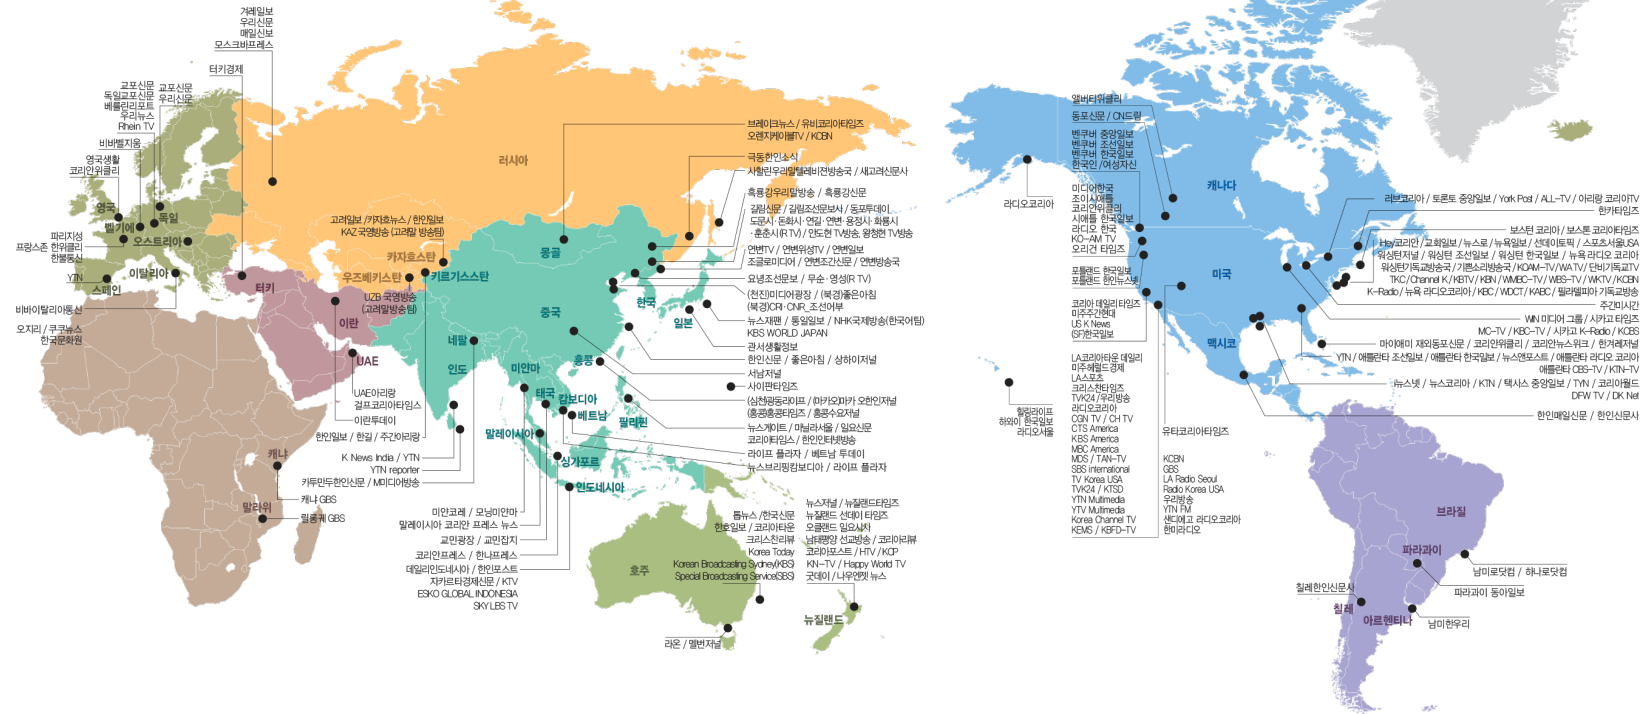 겨레일보
우리신문
매일신보
모스크바프레스
터키경제
교포신문
독일교포신문
베를린리포트
우리뉴스
Rhein TV
교포신문
우리신문
비바벨지움
영국생활
코리안위클리
영국
벨기에
독일
오스트리아
파리지성
프랑스존 한위클리
한불통신
YTN
스페인
이탈리아
비바이탈리아통신
오지리 / 쿠쿠뉴스
한국문화원
터키
이란
UAE
UAE아리랑
걸프코리아타임스
이란투데이
한인일보 / 한길 / 주간아리랑
K News India / YTN
YTN reporter
카투만두한인신문 / M미디어방송
캐냐
캐냐 GBS
말라위
릴롱궤 GBS
러시아
고려일보 / 카자흐뉴스 / 한인일보
KAZ 국영방송 (고려말 방송팀)
카자흐스탄
우즈베키스탄
키르기스스탄
UZB 국영방송
(고려말방송팀)
몽골
중국
네팔
인도
미얀마
태국
캄보디아
베트남
홍콩
필리핀
말레이시아
싱가포르
인도네시아
한국
일본
브레이크뉴스 / 유비코리아타임즈
오렌지케이블TV / KCBN
극동한인소식
사할린우리말텔레비젼방송국 / 새고려신문사
흑룡강우리말방송 / 흑룡강신문
길림신문 / 길림조선문보사 / 동포투데이
도문시 · 돈화시 · 연길 · 연변 · 용정시 · 화룡시
· 훈춘시(R TV) / 안도현 TV방송, 왕청현 TV방송
연변TV / 연변위성TV / 연변일보
조글로미디어 / 연변조간신문 / 연변방송국
요녕조선문보 / 무순 · 영성(R TV)
(천진)미디어광장 / (북경)좋은아침
(북경)CRI · CNR_조선어부
뉴스재팬 / 통일일보 / NHK국제방송(한국어팀)
KBS WORLD JAPAN
관서생활정보
한인신문 / 좋은아침 / 상하이저널
서남저널
사이판타임즈
(심천)광동라이프 / (마카오)마카 오한인저널
(홍콩)홍콩타임즈 / 홍콩수요저널
뉴스게이트 / 마닐라서울 / 일요신문
코리아타임스 / 한인인터넷방송
라이프 플라자 / 베트남 투데이
뉴스브리핑캄보디아 / 라이프 플라자
미얀코레 / 모닝미얀마
말레이시아 코리안 프레스 뉴스
교민광장 / 교민잡지
코리안프레스 / 한나프레스
데일리인도네시아 / 한인포스트
자카르타경제신문 / KTV
ESKO GLOBAL INDONESIA
SKY LBS TV
톱뉴스 /한국신문
한호일보 / 코리아타운
크리스찬리뷰
Korea Today
Korean Broadcasting Sydney(KBS)
Special Broadcasting Service(SBS)
호주
라온 / 멜번저널
뉴스저널 / 뉴질랜드타임즈
뉴질랜드 선데이 타임즈
오클랜드 일요시사
남태평양 선교방송 / 코리아리뷰
코리아포스트 / HTV / KCP
KN-TV / Happy World TV
굿데이 / 나우엔젯 뉴스
뉴질랜드
라디오코리아
앨버타위클리
동포신문 / CN드림
벤쿠버 중앙일보
벤쿠버 조선일보
벤쿠버 한국일보
한국인 /여성자신
미디어한국
조이시애틀
코리안위클리
시애틀 한국일보
라디오 한국
KO-AM TV
오리건 타임즈
포틀랜드 한국일보
포틀랜드 한인뉴스넷
코리아 데일리타임즈
미주주간현대
US K News
(SF)한국일보
LA코리아타운 데일리
미주헤럴드경제
LA스포츠
크리스찬타임즈
TVK24/우리방송
라디오코리아
CGN TV / CH TV
CTS America
KBS America
MBC America
MDS / TAN-TV
SBS international
TV Korea USA
TVK24 / KTSD
YTN Multimedia
YTV Multimedia
Korea Channel TV
KEMS / KBFD-TV
KCBN
GBS
LA Radio Seoul
Radio Korea USA
우리방송
YTN FM
샌디에고 라디오코리아
한미라디오
힐링라이프
하와이 한국일보
라디오서울
유타코리아타임즈
캐나다
미국
멕시코
러브코리아 / 토론토 중앙일보 / York Post / ALL-TV / 아리랑 코리아TV
한카타임즈
보스턴 코리아 / 보스톤 코리아타임즈
Hey코리안 / 교회일보 / 뉴스로 / 뉴욕일보 / 선데이토픽 / 스포츠서울USA
워싱턴저널 / 워싱턴 조선일보 / 워싱턴 한국일보 / 뉴욕 라디오 코리아
워싱턴기독교방송국 / 기쁜소리방송국 / KQAM-TV / WA TV / 단비기독교TV
TKC / Channel K / KBTV / KBN / WMBC-TV / WBS-TV / WKTV / KCBN
K-Radio / 뉴욕 라디오코리아 / KBC / WDCT / KABC / 필라델피아 기독교방송
주간미시간
WIN 미디어 그룹 / 시카고 타임즈
MC-TV / KBC-TV / 시카고 K-Radio / KCBS
마이애미 재외동포신문 / 코리안위클리 / 코리안뉴스위크 / 한겨레저널
YTN / 애틀란타 조선일보 / 애틀란타 한국일보 / 뉴스앤포스트 / 애틀란타 라디오 코리아
애틀란타 CBS-TV / KTN-TV
i뉴스넷 / 뉴스코리아 / KTN / 택사스 중앙일보 / TYN / 코리아월드
DFW TV / DK Net
한인매일신문 / 한인신문사
브라질
파라과이
칠레
아르헨티나
남미로닷컴 / 하나로닷컴
파라과이 동아일보
칠레한인신문사
남미한우리